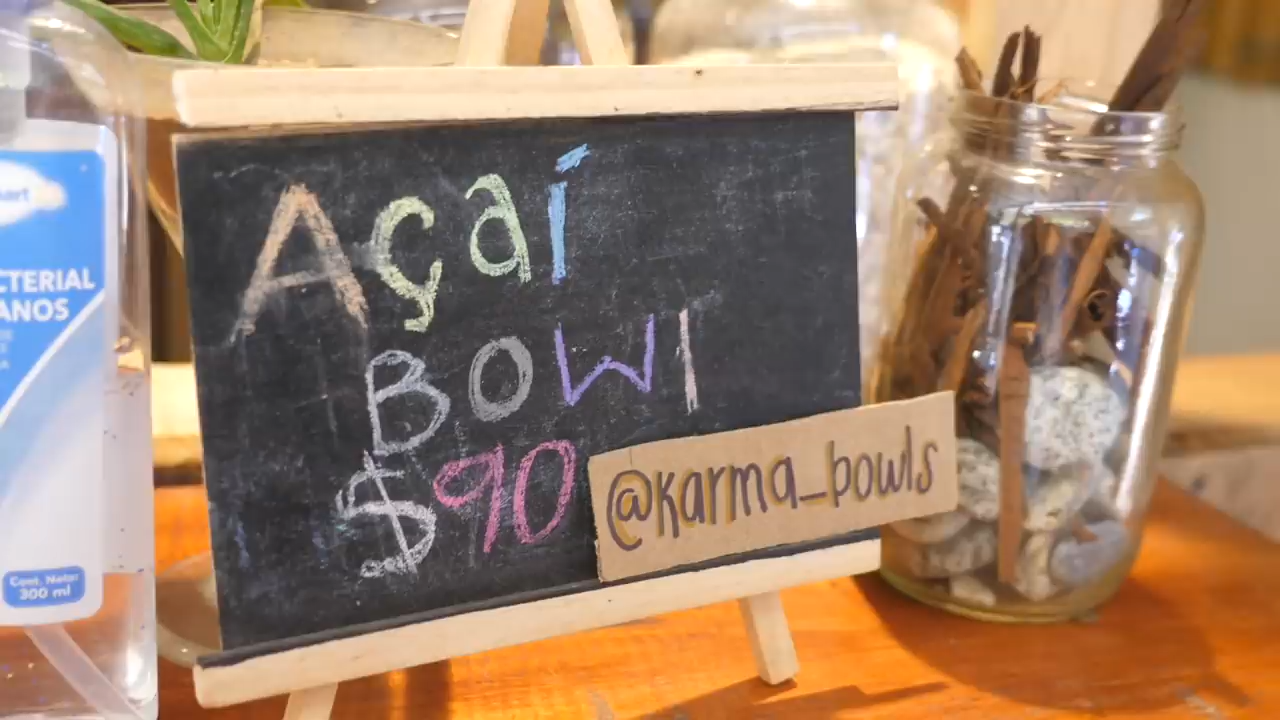 Açaí
BOWl
$90
@karma_bowls
CTERIAL
ANOS
Cont. Neto:
300 ml